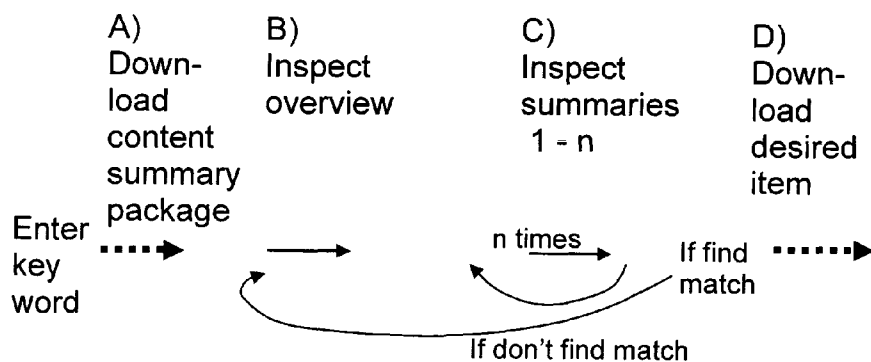 A)
Down-
load
content
summary
package
B)
Inspect
overview
C)
Inspect
summaries
1 - n
D)
Down-
load
desired
item
Enter
key
word
n times
If find
match
If don't find match